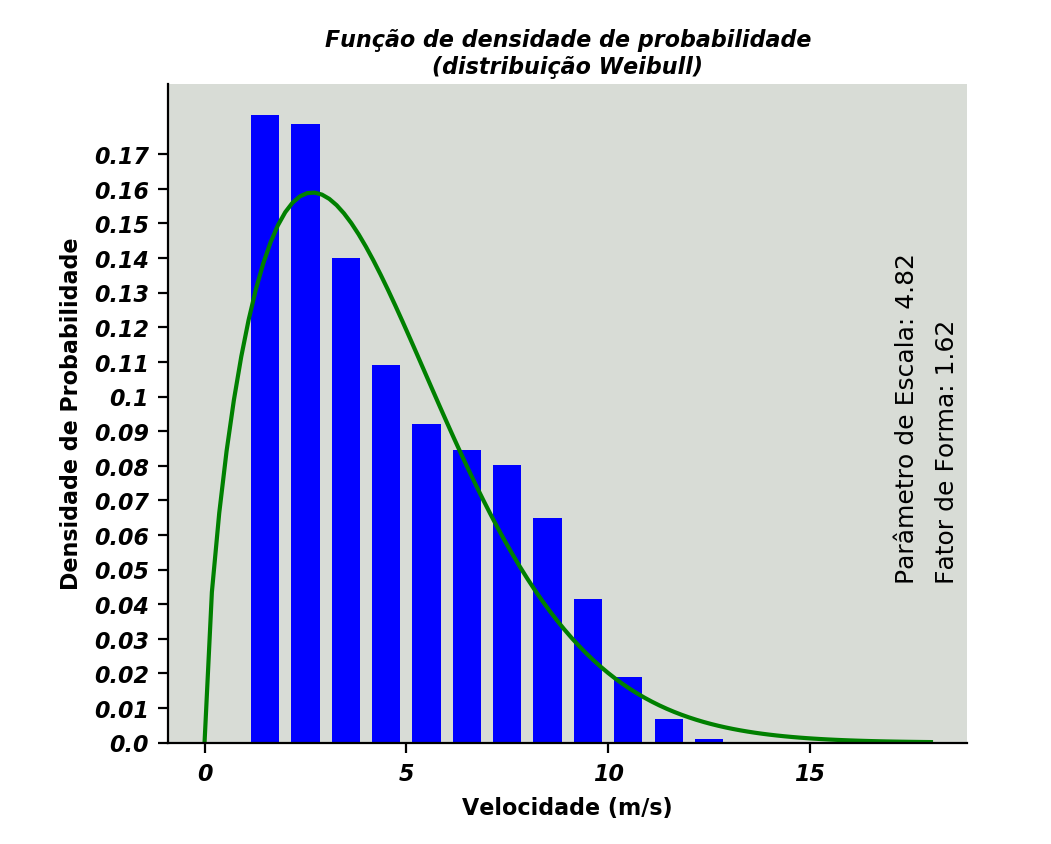 Função de densidade de probabilidade
(distribuição Weibull)
Densidade de Probabilidade
0.17
0.16
0.15
0.14
0.13
0.12
0.11
0.1
0.09
0.08
0.07
0.06
0.05
0.04
0.03
0.02
0.01
0.0
Parâmetro de Escala: 4.82
Fator de Forma: 1.62
0 5 10 15
Velocidade (m/s)